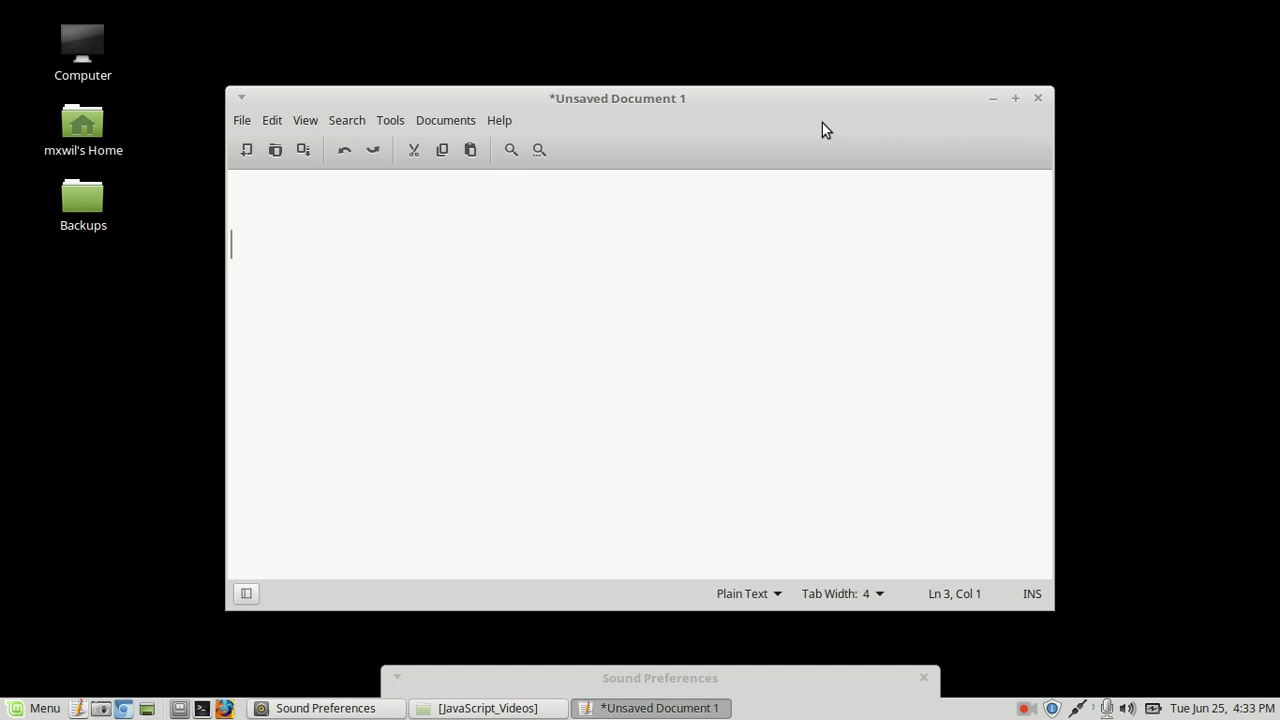 Computer
mxwil's Home
Backups
*Unsaved Document 1
File Edit View Search Tools Documents Help
Plain Text Tab Width: 4 Ln 3, Col 1 INS
Sound Preferences
Menu Sound Preferences [JavaScript_Videos] *Unsaved Document 1 Tue Jun 25, 4:33 PM